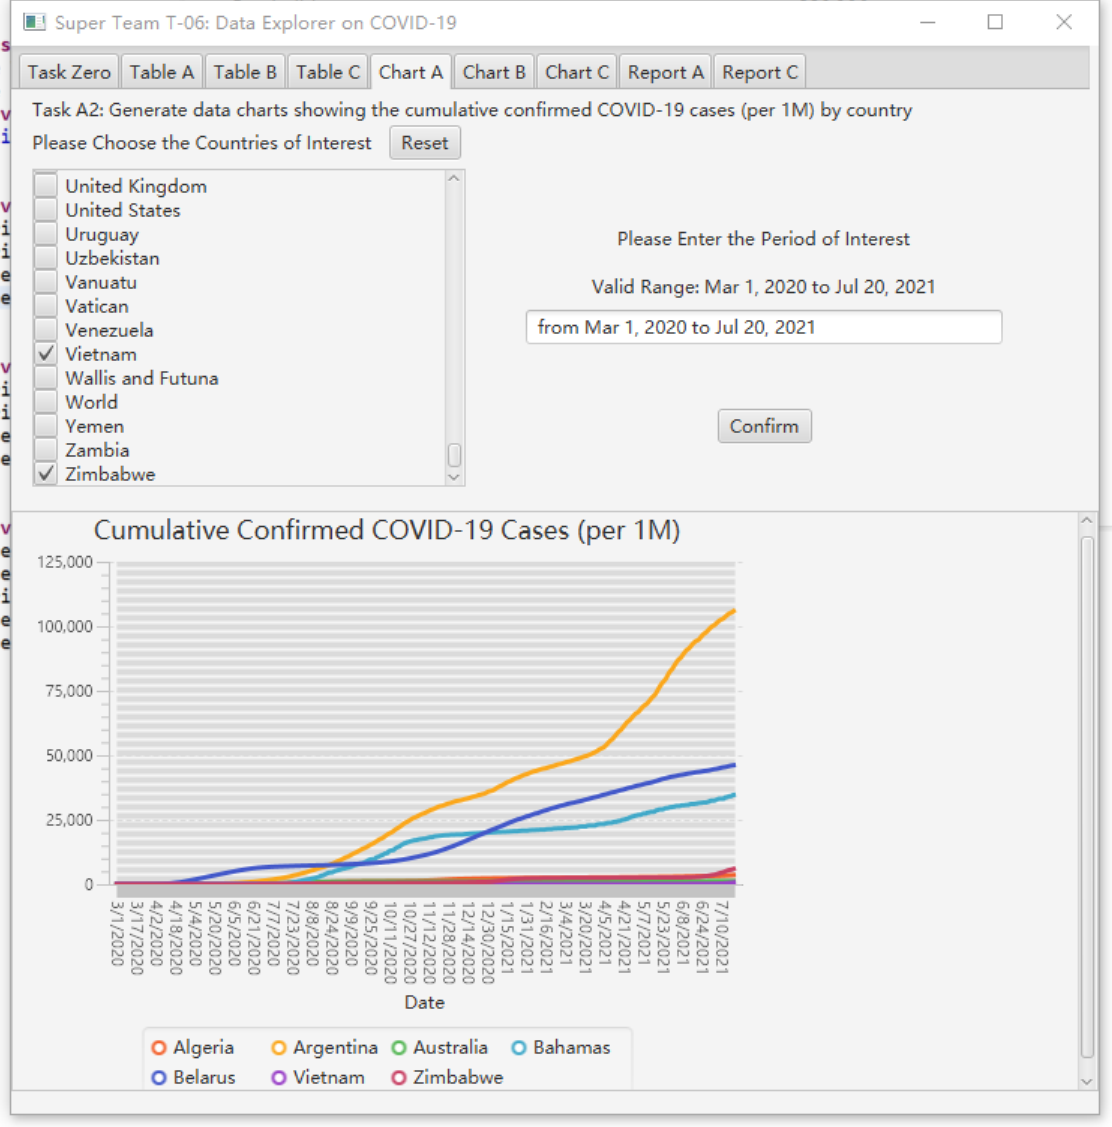 Super Team T-06: Data Explorer on COVID-19
Task Zero Table A Table B Table C Chart A Chart B Chart C Report A Report C
Task A2: Generate data charts showing the cumulative confirmed COVID-19 cases (per 1M) by country
Please Choose the Countries of Interest Reset
United Kingdom
United States
Uruguay
Uzbekistan
Vanuatu
Vatican
Venezuela
Vietnam
Wallis and Futuna
World
Yemen
Zambia
Zimbabwe
Please Enter the Period of Interest
Valid Range: Mar 1, 2020 to Jul 20, 2021
from Mar 1, 2020 to Jul 20, 2021
Confirm
Cumulative Confirmed COVID-19 Cases (per 1M)
125,000
100,000
75,000
50,000
25,000
0
3/1/2020
3/17/2020
4/2/2020
4/18/2020
5/4/2020
5/20/2020
6/5/2020
6/21/2020
7/7/2020
7/23/2020
8/8/2020
8/24/2020
9/9/2020
9/25/2020
10/11/2020
10/27/2020
11/12/2020
11/28/2020
12/14/2020
12/30/2020
1/15/2021
1/31/2021
2/16/2021
3/4/2021
3/20/2021
4/5/2021
4/21/2021
5/7/2021
5/23/2021
6/8/2021
6/24/2021
7/10/2021
Date
Algeria Argentina Australia Bahamas
Belarus Vietnam Zimbabwe